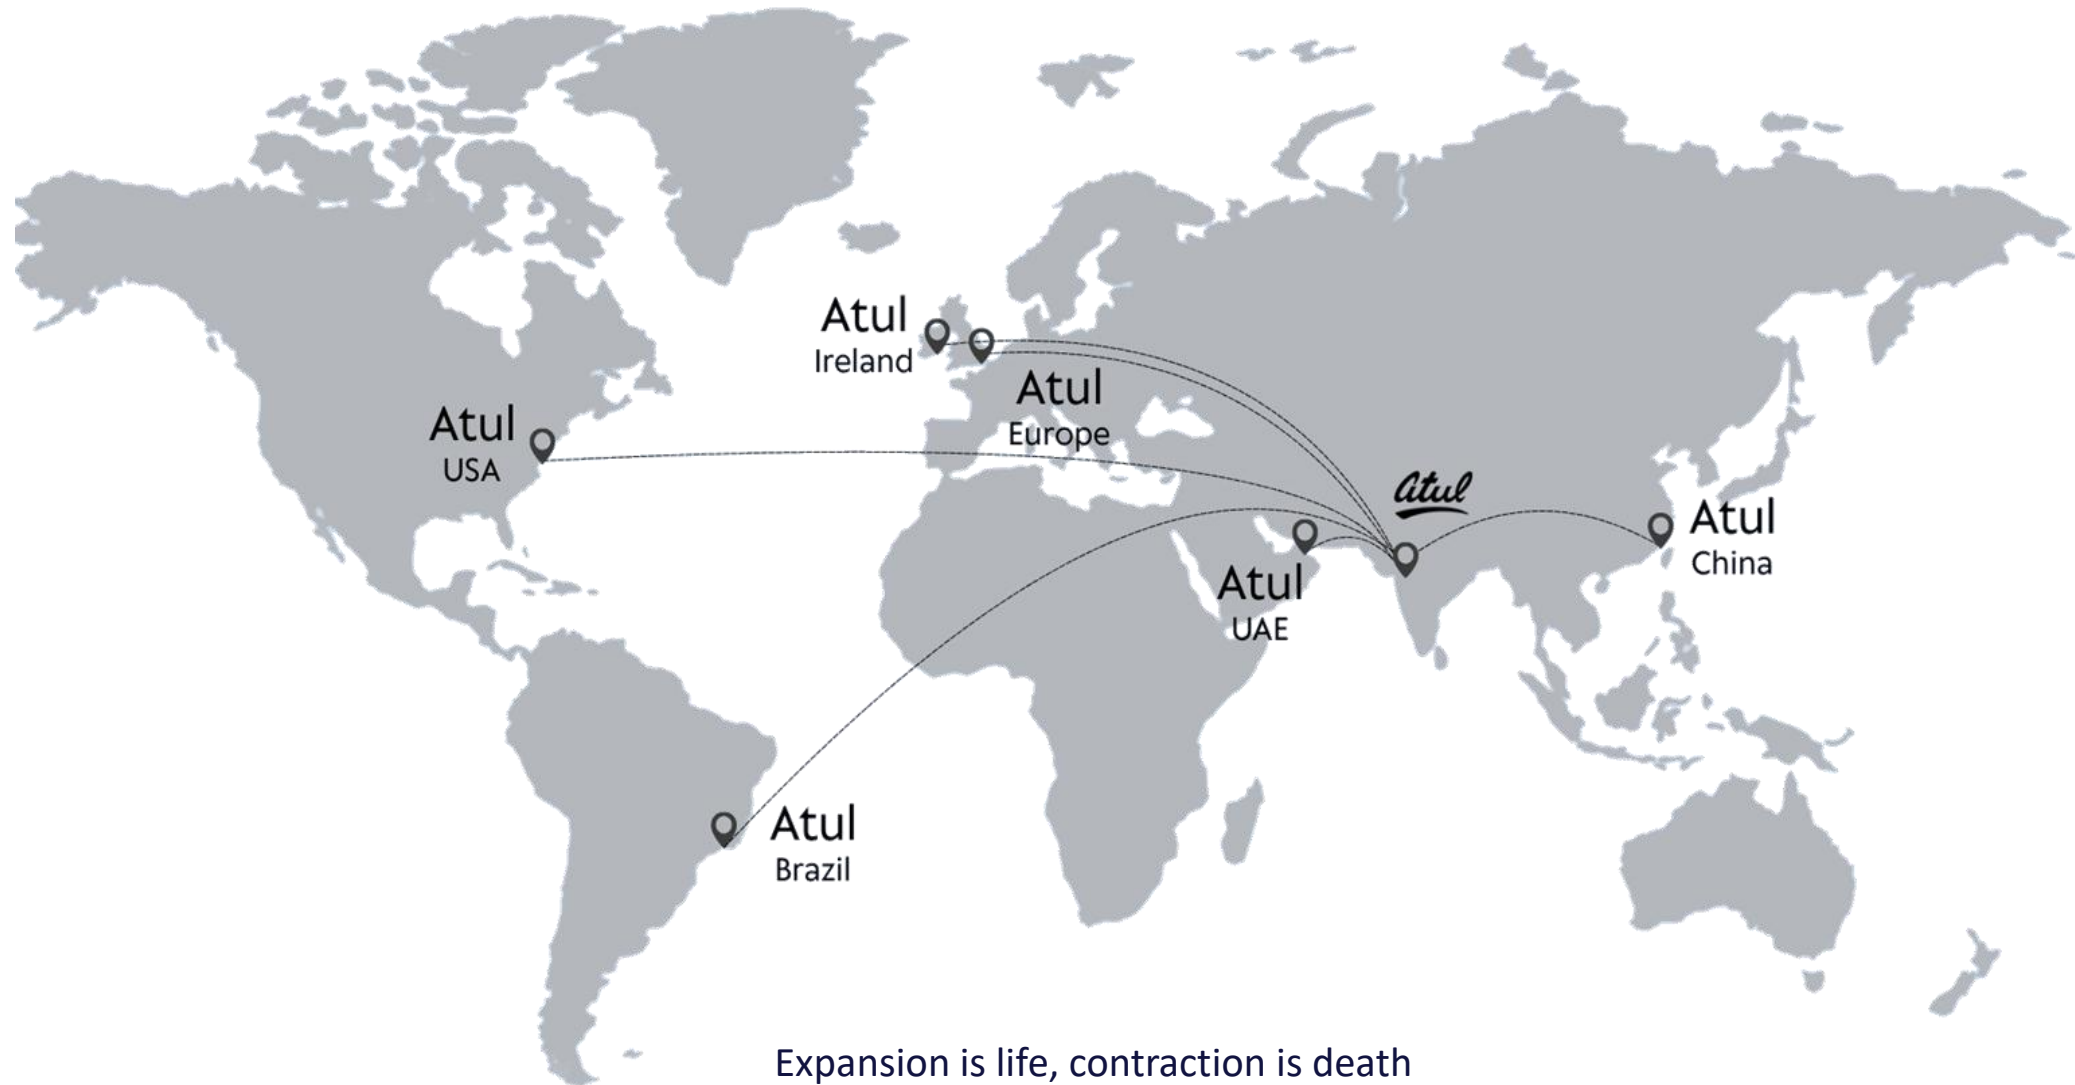 Atul
Ireland
Atul
Europe
Atul
USA
atul
Atul
China
Atul
UAE
Atul
Brazil
Expansion is life, contraction is death